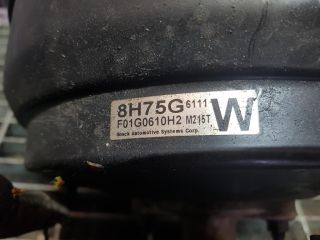 8H75G 6111 W
F01G0610H2 M215T
Bosch Automotive Systems Corp.